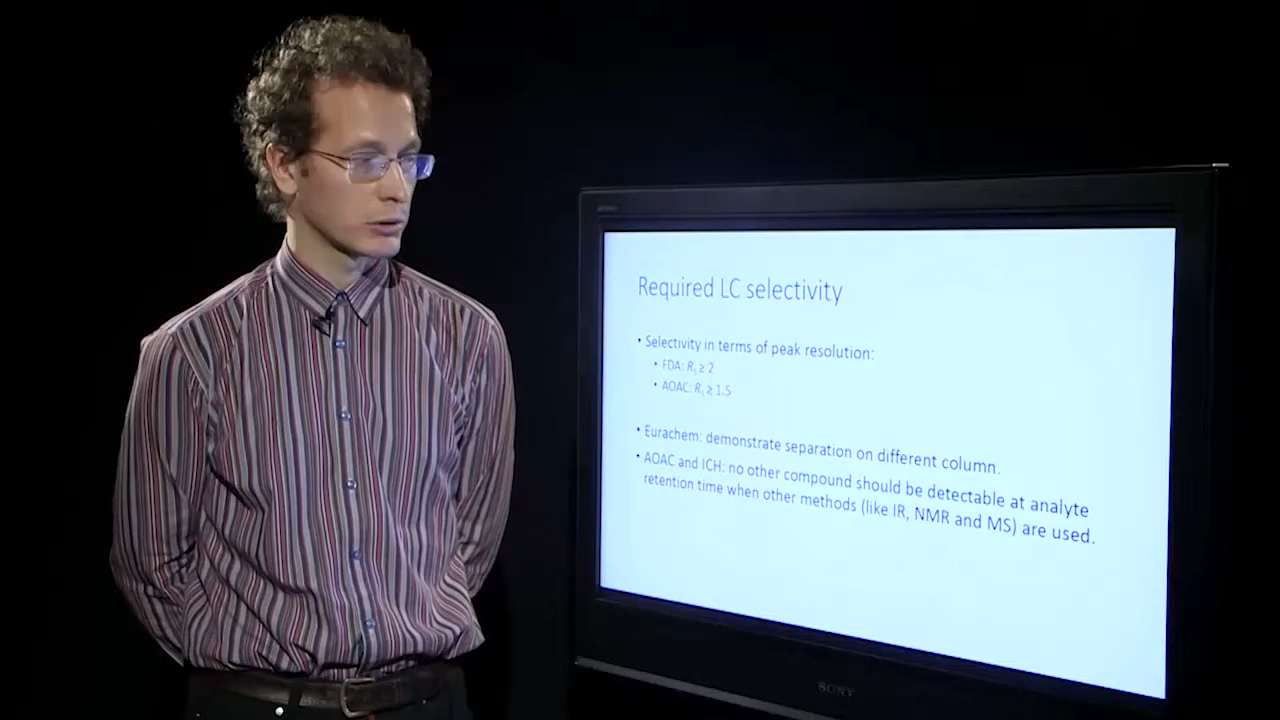 Required LC selectivity
• Selectivity in terms of peak resolution:
• FDA: Rs ≥ 2
• AOAC: Rs ≥ 1.5
• Eurachem: demonstrate separation on different column.
• AOAC and ICH: no other compound should be detectable at analyte
retention time when other methods (like IR, NMR and MS) are used.
SONY